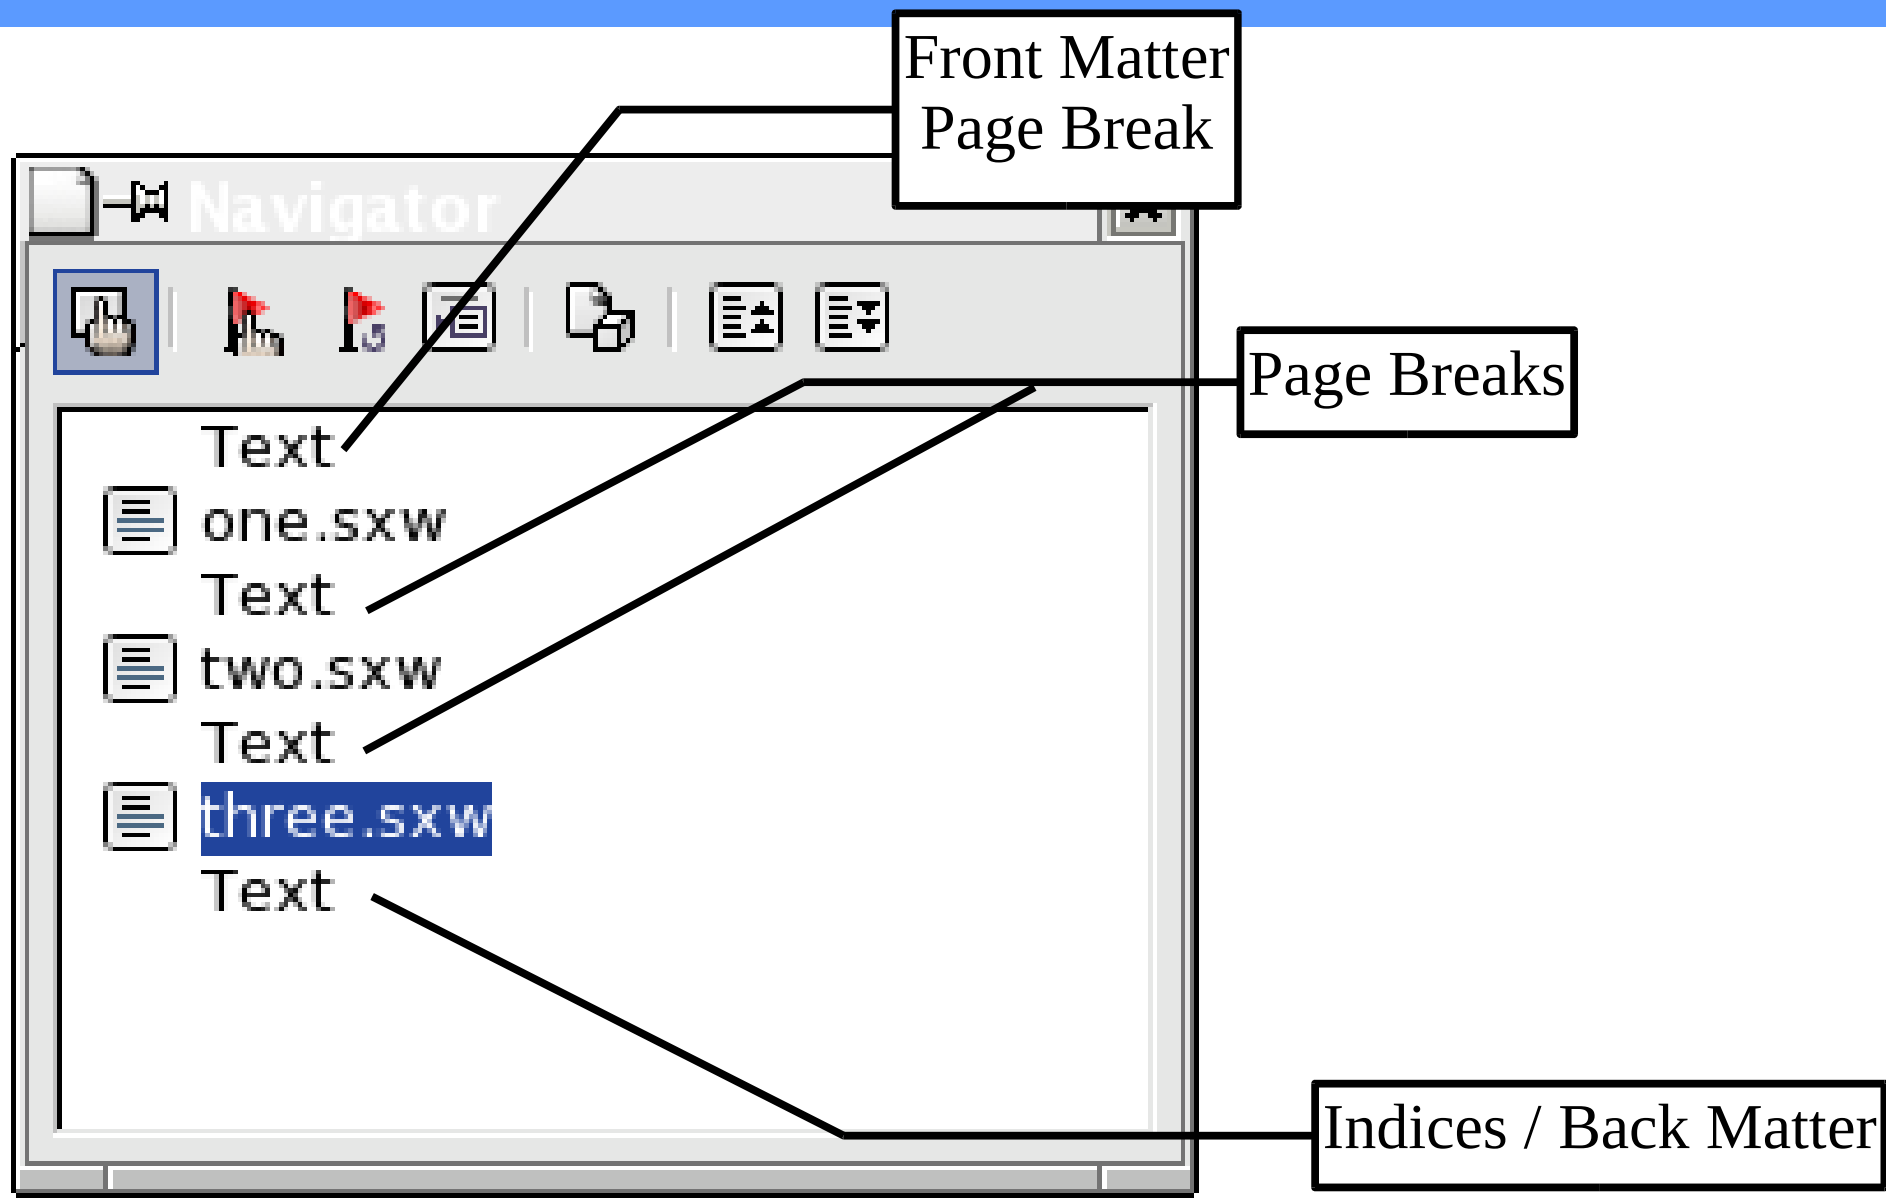 Front Matter
Page Break
Navigator
Page Breaks
Text
one.sxw
Text
two.sxw
Text
three.sxw
Text
Indices / Back Matter